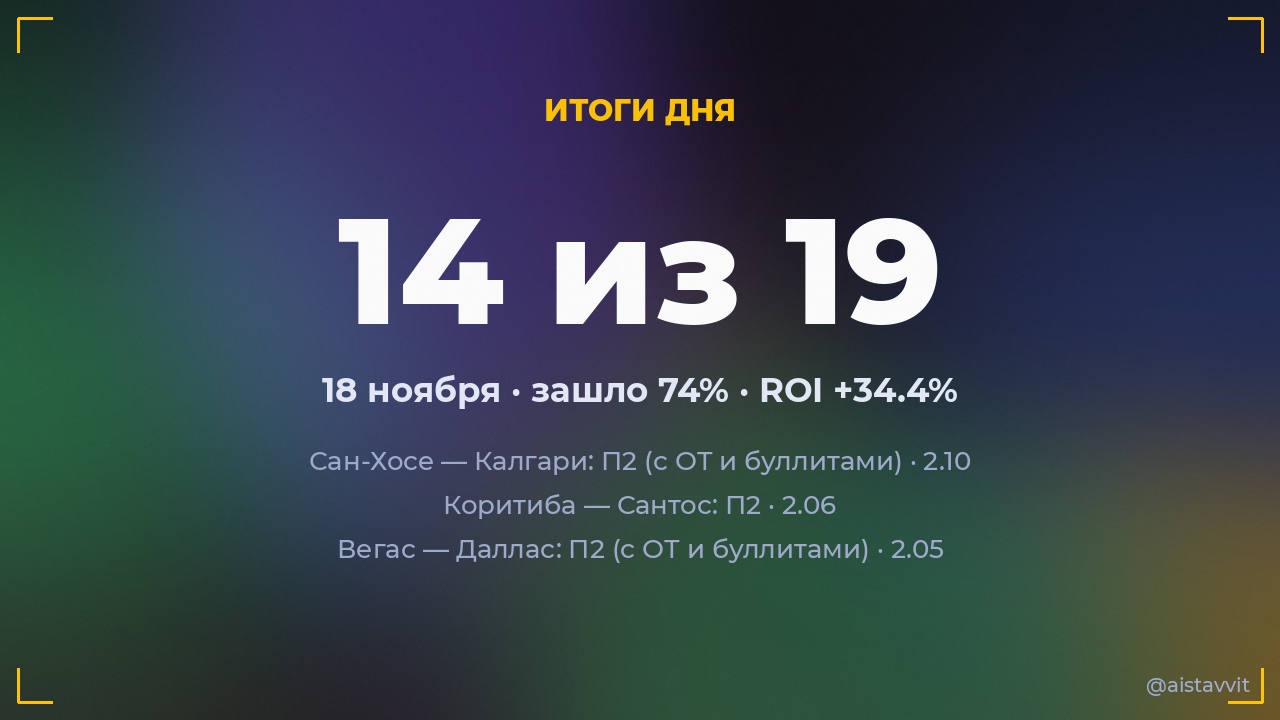 ИТОГИ ДНЯ
14 из 19
18 ноября · зашло 74% · ROI +34.4%
Сан-Хосе — Калгари: П2 (с ОТ и буллитами) · 2.10
Коритиба — Сантос: П2 · 2.06
Вегас — Даллас: П2 (с ОТ и буллитами) · 2.05
@aistavvit